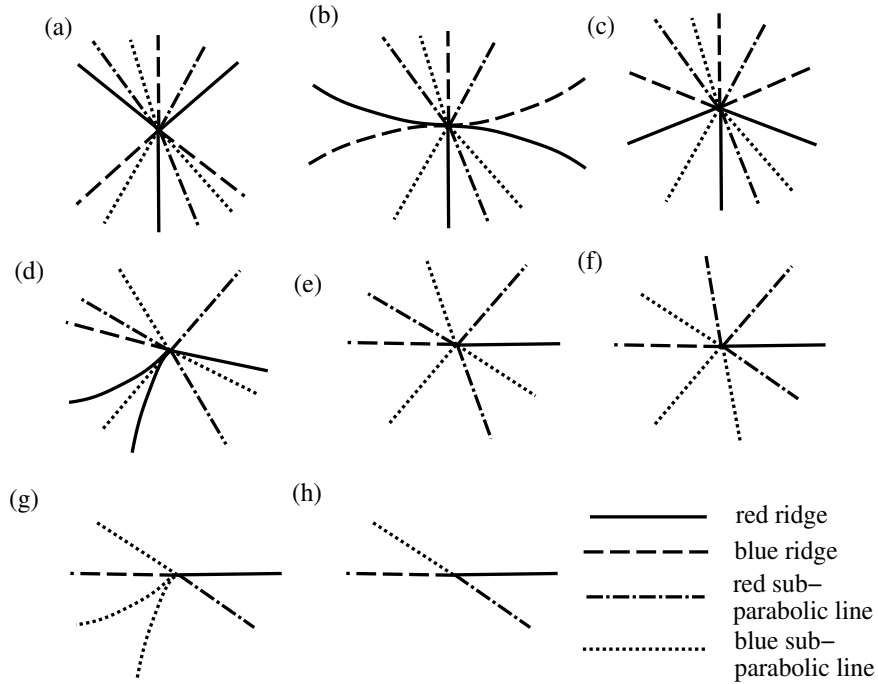 (a)
(b)
(c)
(d)
(e)
(f)
(g)
(h)
red ridge
blue ridge
red sub–
parabolic line
blue sub–
parabolic line